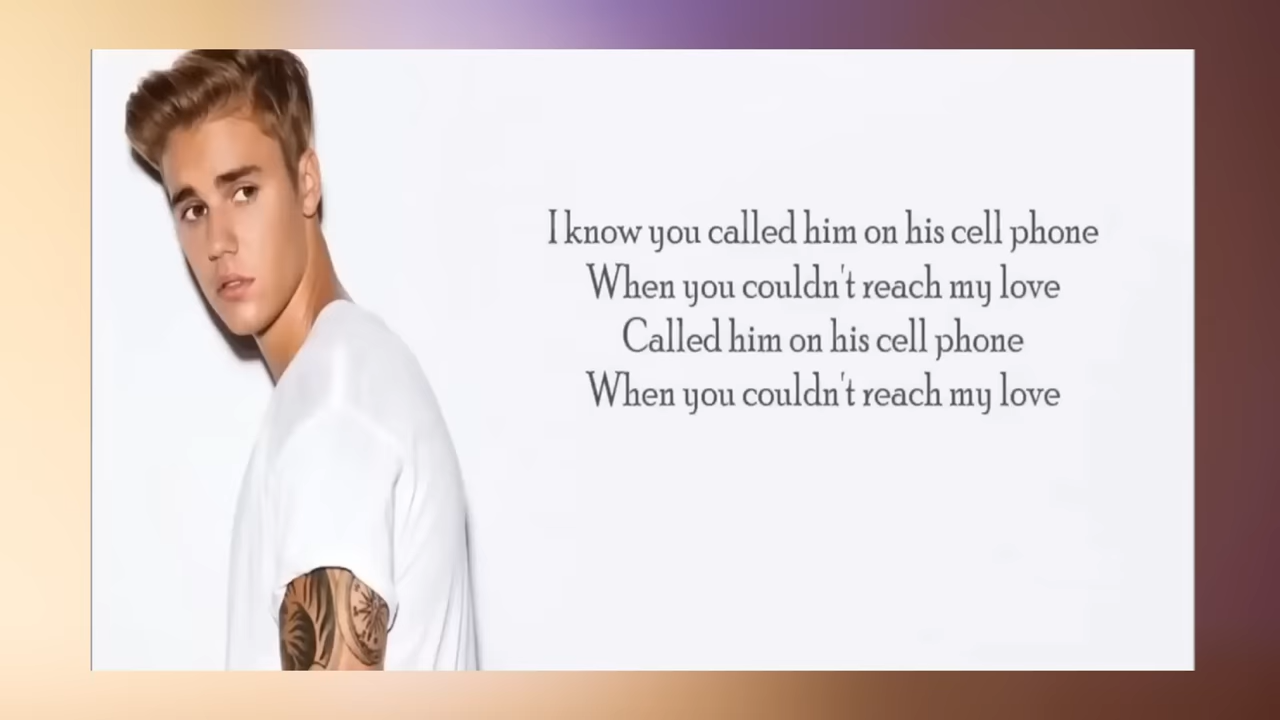 I know you called him on his cell phone
When you couldn't reach my love
Called him on his cell phone
When you couldn't reach my love